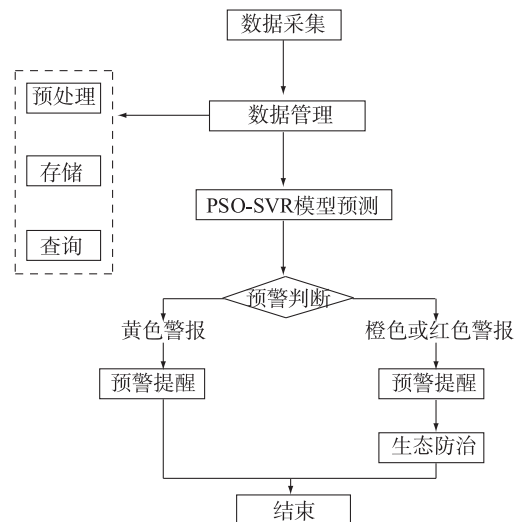 数据采集
预处理
数据管理
存储
PSO-SVR模型预测
查询
预警判断
黄色警报
橙色或红色警报
预警提醒
预警提醒
生态防治
结束